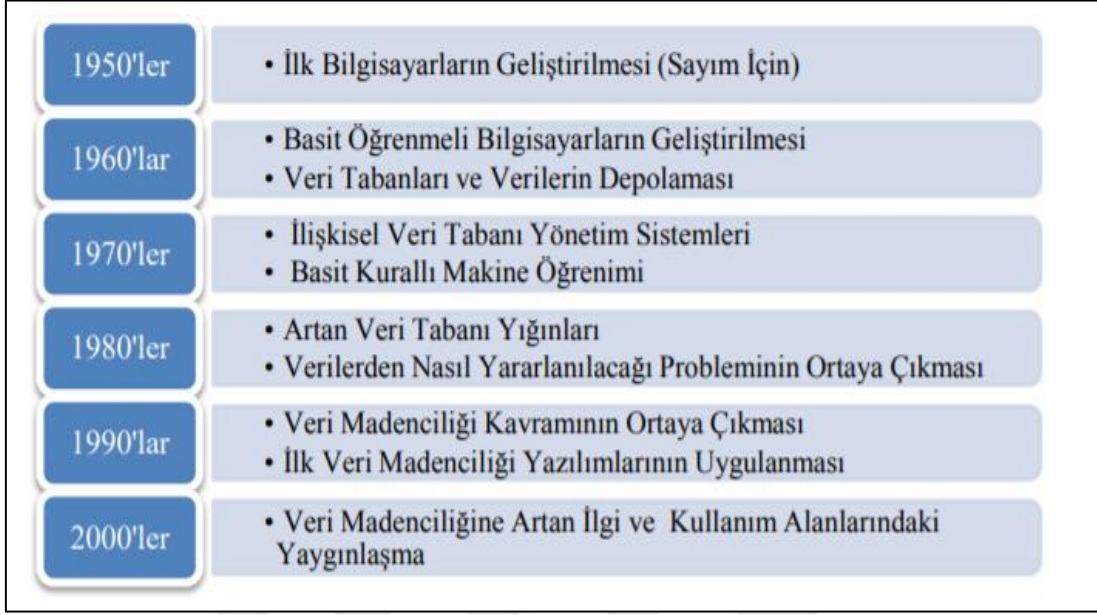 1950'ler
• İlk Bilgisayarların Geliştirilmesi (Sayım İçin)
1960'lar
• Basit Öğrenmeli Bilgisayarların Geliştirilmesi
• Veri Tabanları ve Verilerin Depolaması
1970'ler
• İlişkisel Veri Tabanı Yönetim Sistemleri
• Basit Kurallı Makine Öğrenimi
1980'ler
• Artan Veri Tabanı Yığınları
• Verilerden Nasıl Yararlanılacağı Probleminin Ortaya Çıkması
1990'lar
• Veri Madenciliği Kavramının Ortaya Çıkması
• İlk Veri Madenciliği Yazılımlarının Uygulanması
2000'ler
• Veri Madenciliğine Artan İlgi ve Kullanım Alanlarındaki
Yaygınlaşma